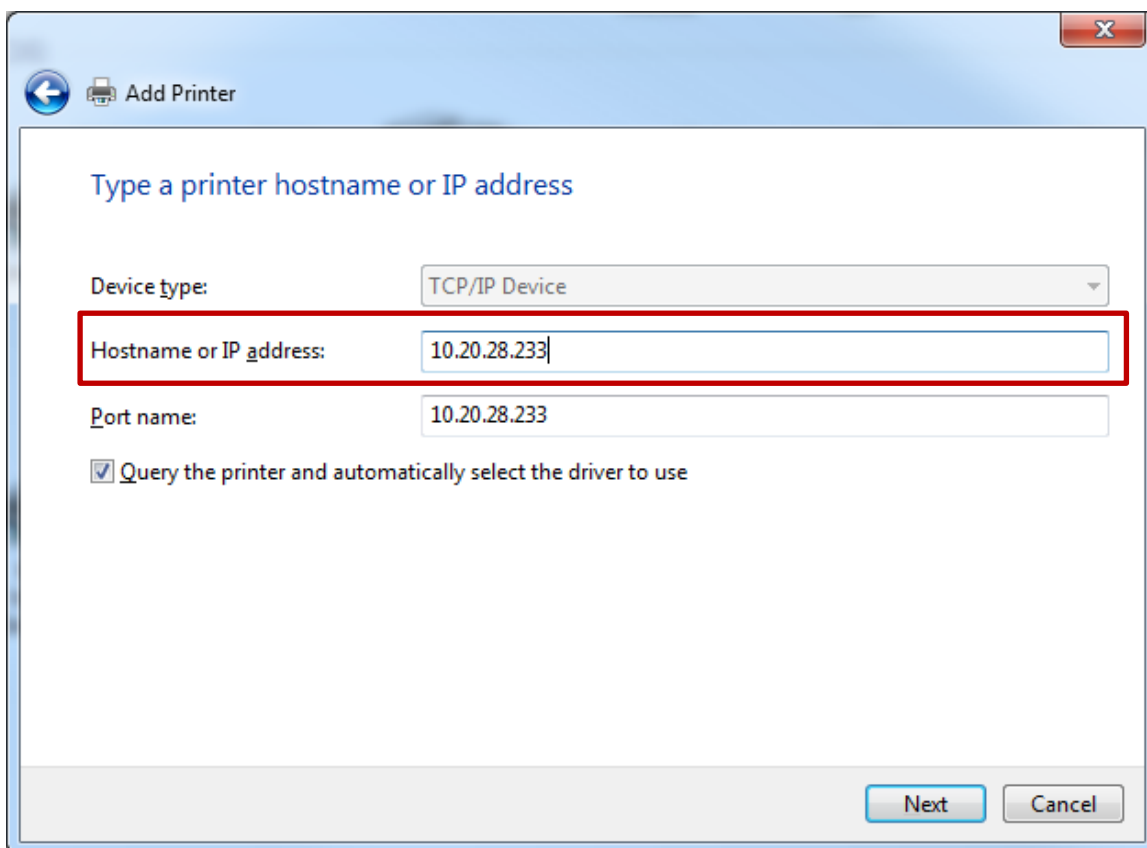 Add Printer
Type a printer hostname or IP address
Device type: TCP/IP Device
Hostname or IP address: 10.20.28.233
Port name: 10.20.28.233
Query the printer and automatically select the driver to use
Next Cancel